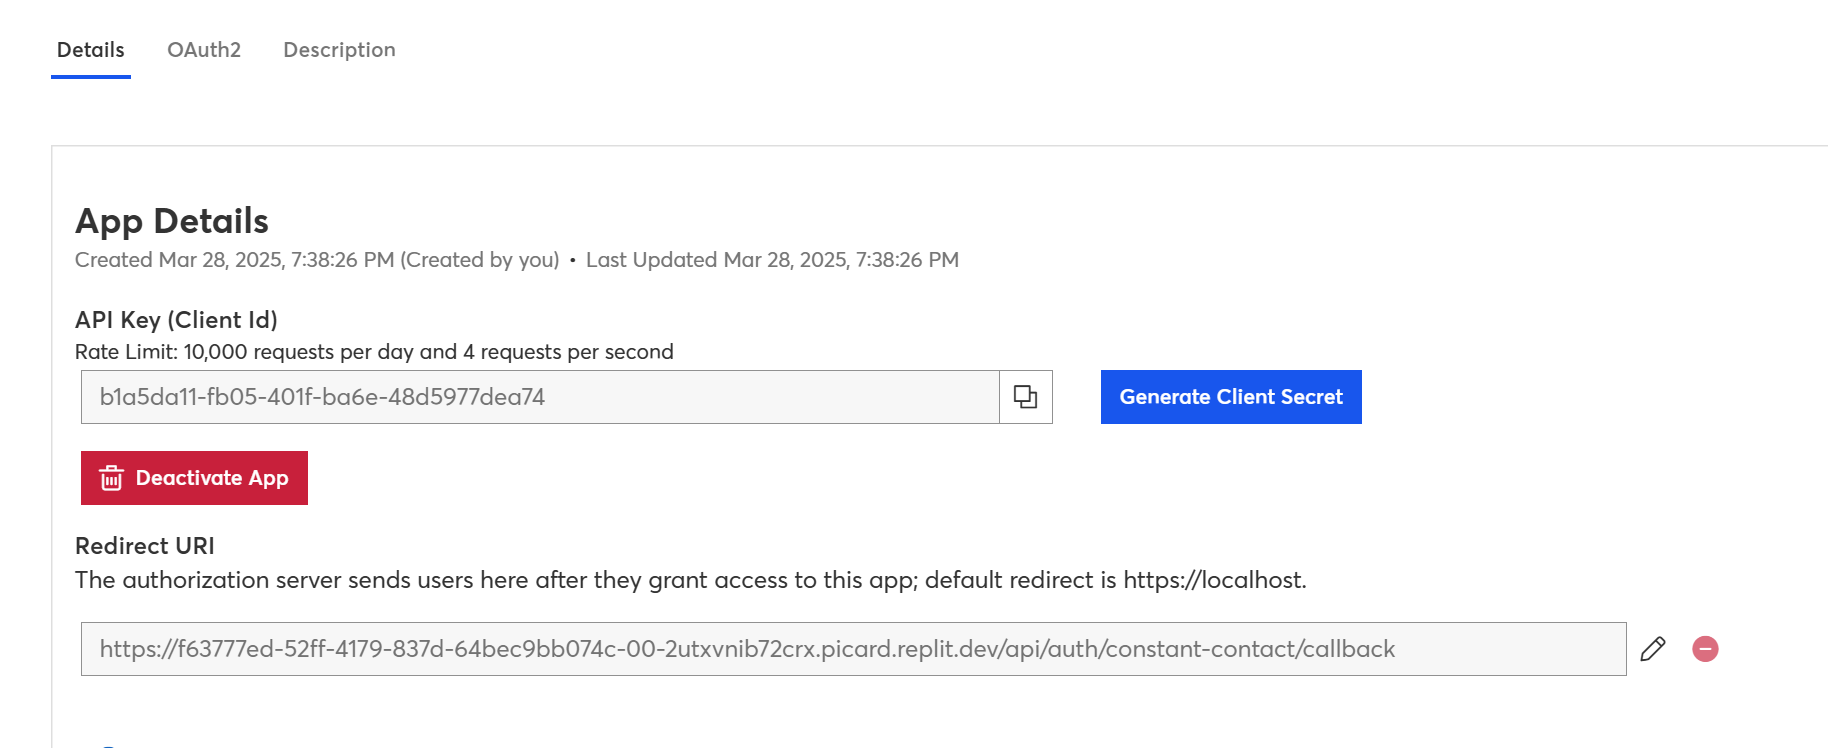 Details OAuth2 Description
App Details
Created Mar 28, 2025, 7:38:26 PM (Created by you) • Last Updated Mar 28, 2025, 7:38:26 PM
API Key (Client Id)
Rate Limit: 10,000 requests per day and 4 requests per second
b1a5da11-fb05-401f-ba6e-48d5977dea74
Generate Client Secret
Deactivate App
Redirect URI
The authorization server sends users here after they grant access to this app; default redirect is https://localhost.
https://f63777ed-52ff-4179-837d-64bec9bb074c-00-2utxvnib72crx.picard.replit.dev/api/auth/constant-contact/callback